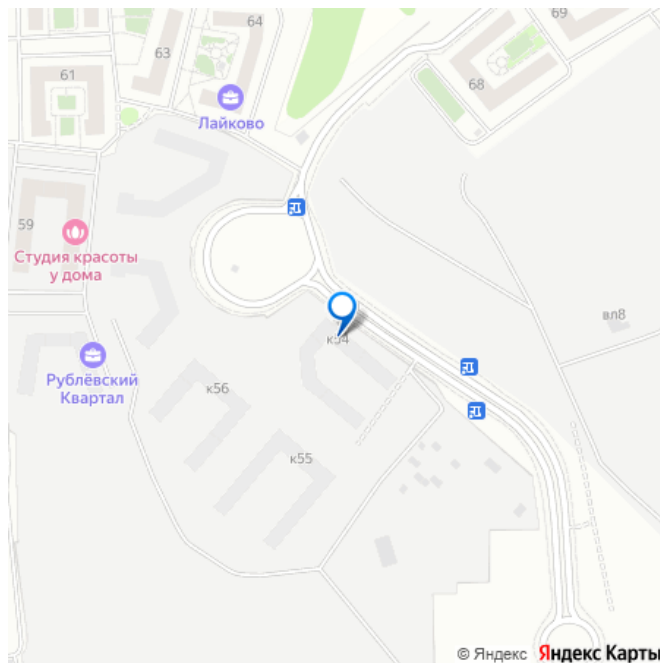 69
64
63
61
68
Лайково
59
Студия красоты
у дома
вл8
к54
Рублёвский
Квартал
к56
к55
© Яндекс Яндекс Карты